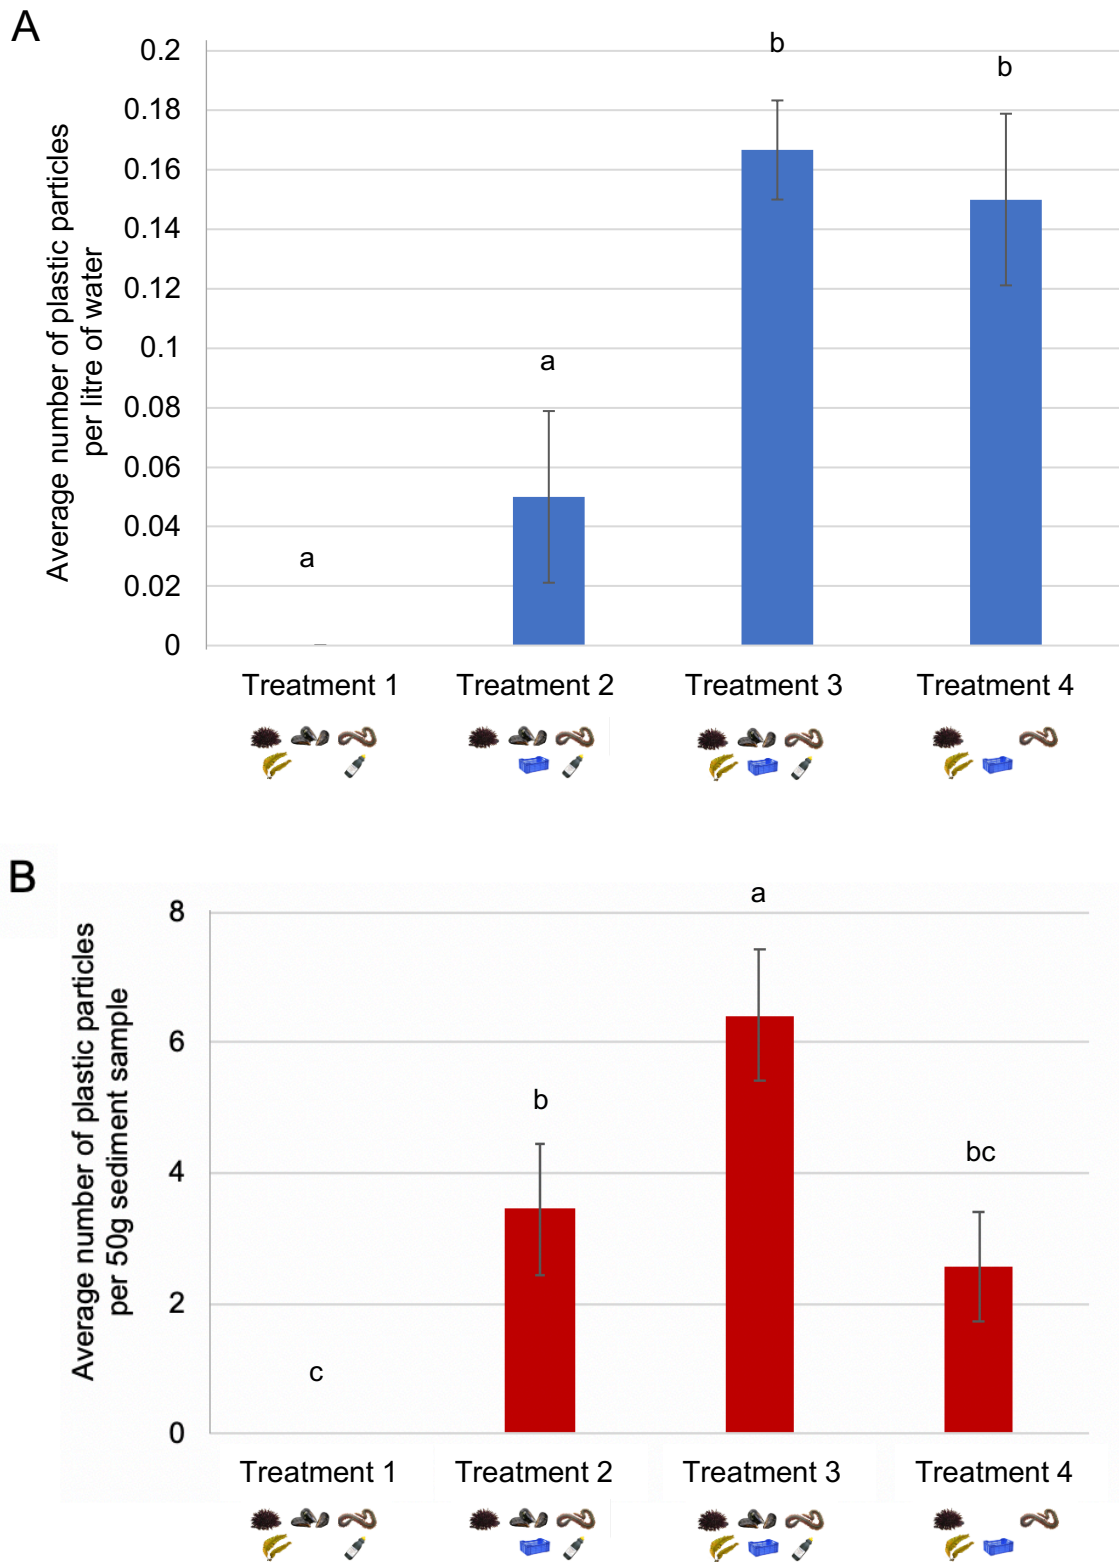 A
Average number of plastic particles
per litre of water
0.2
0.18
0.16
0.14
0.12
0.1
0.08
0.06
0.04
0.02
0
a
a
b
b
Treatment 1
Treatment 2
Treatment 3
Treatment 4
B
Average number of plastic particles
per 50g sediment sample
8
6
4
2
0
c
b
a
bc
Treatment 1
Treatment 2
Treatment 3
Treatment 4